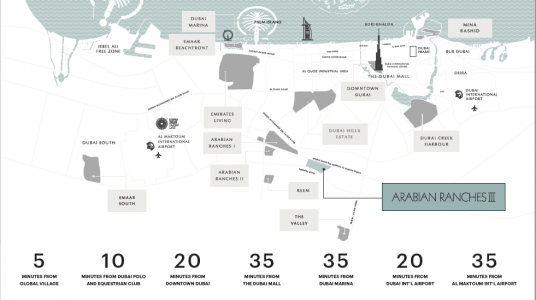 DUBAI
MARINA
PALM ISLAND
BURJ KHALIFA
MINA
RASHID
EMAAR
BEACHFRONT
JEBEL ALI
FREE ZONE
DUBAI
FRAME
BUR DUBAI
DEIRA
AL QUOZ INDUSTRIAL AREA
THE DUBAI MALL
DOWNTOWN
DUBAI
DUBAI
INTERNATIONAL
AIRPORT
EMIRATES
LIVING
ARABIAN
RANCHES I
DUBAI HILLS
ESTATE
DUBAI CREEK
HARBOUR
AL MAKTOUM
INTERNATIONAL
AIRPORT
DUBAI SOUTH
ARABIAN
RANCHES II
REEM
EMAAR
SOUTH
ARABIAN RANCHES III
THE
VALLEY
5
MINUTES FROM
GLOBAL VILLAGE
10
MINUTES FROM DUBAI POLO
AND EQUESTRIAN CLUB
20
MINUTES FROM
DOWNTOWN DUBAI
35
MINUTES FROM
THE DUBAI MALL
35
MINUTES FROM
DUBAI MARINA
20
MINUTES FROM
DUBAI INT'L AIRPORT
35
MINUTES FROM
AL MAKTOUM INT'L AIRPORT